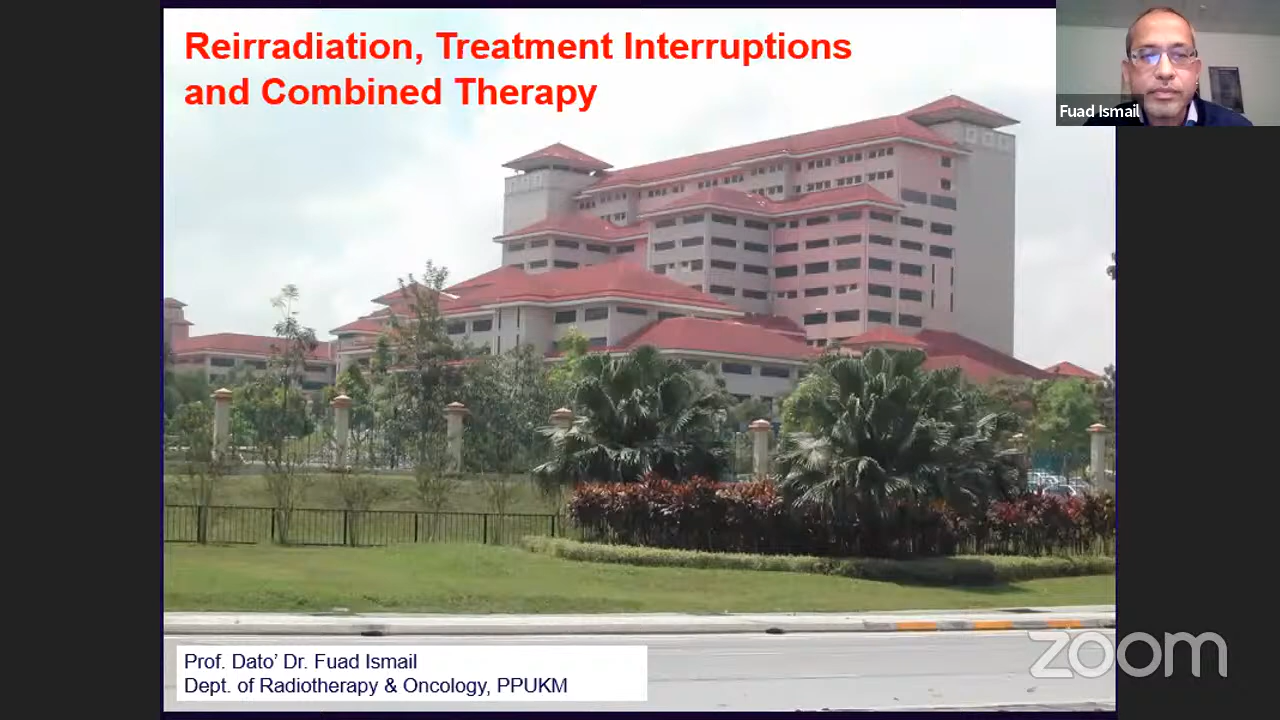 Reirradiation, Treatment Interruptions
and Combined Therapy
Fuad Ismail
Prof. Dato’ Dr. Fuad Ismail
Dept. of Radiotherapy & Oncology, PPUKM
zoom